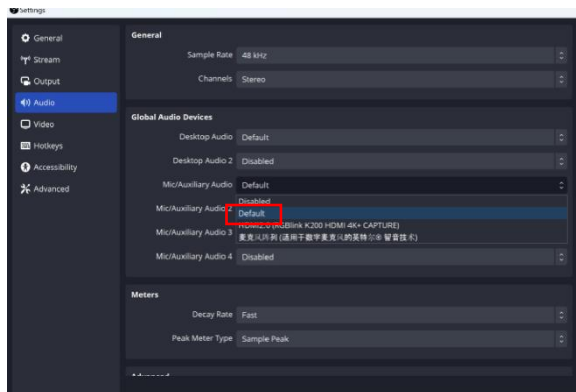 Settings
General
General
Sample Rate 48 kHz
Stream
Output
Channels Stereo
Audio
Video
Global Audio Devices
Hotkeys
Desktop Audio Default
Accessibility
Desktop Audio 2 Disabled
Advanced
Mic/Auxiliary Audio Default
Disabled
Mic/Auxiliary Audio 2
Default
HDMI2.0 (RGBlink K200 HDMI 4K+ CAPTURE)
Mic/Auxiliary Audio 3
麦克风阵列 (适用于数字麦克风的英特尔® 智音技术)
Mic/Auxiliary Audio 4 Disabled
Meters
Decay Rate Fast
Peak Meter Type Sample Peak